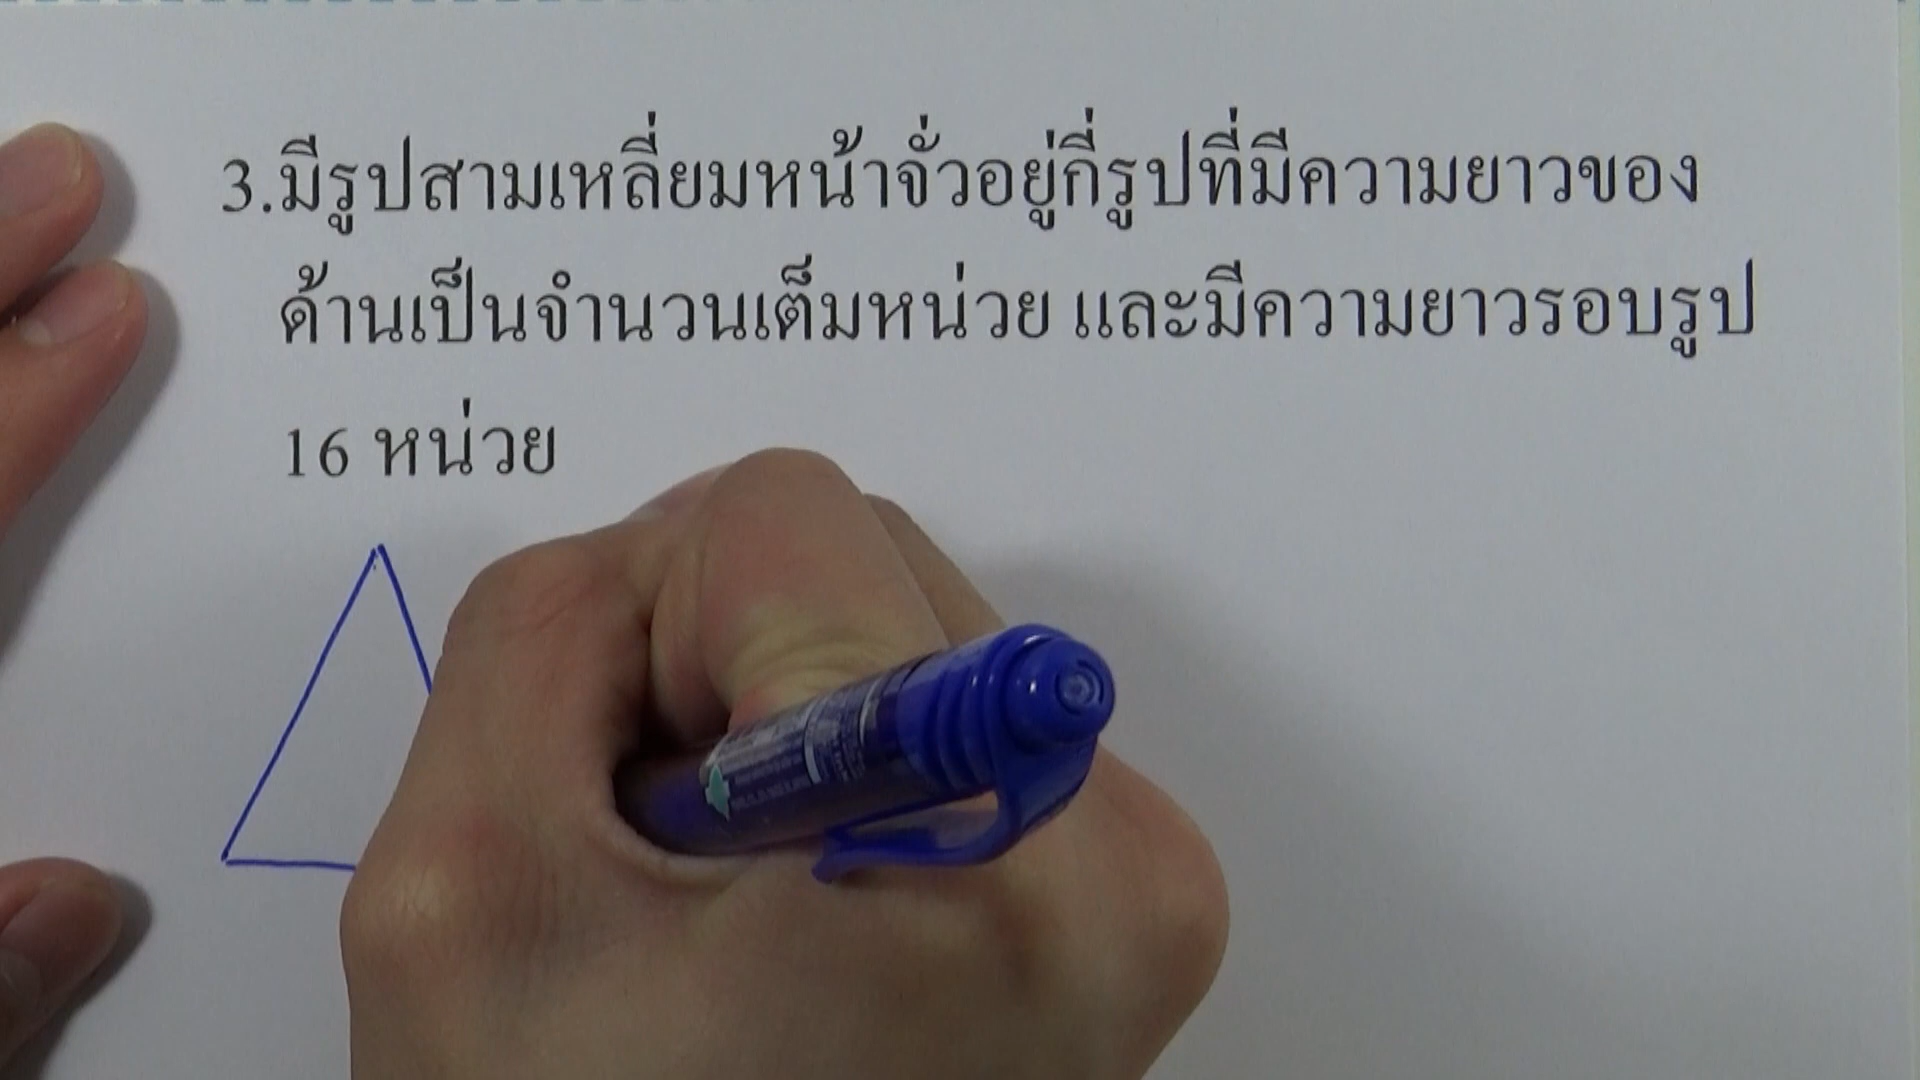 3.มีรูปสามเหลี่ยมหน้าจั่วอยู่กี่รูปที่มีความยาวของ
ด้านเป็นจำนวนเต็มหน่วย และมีความยาวรอบรูป
16 หน่วย